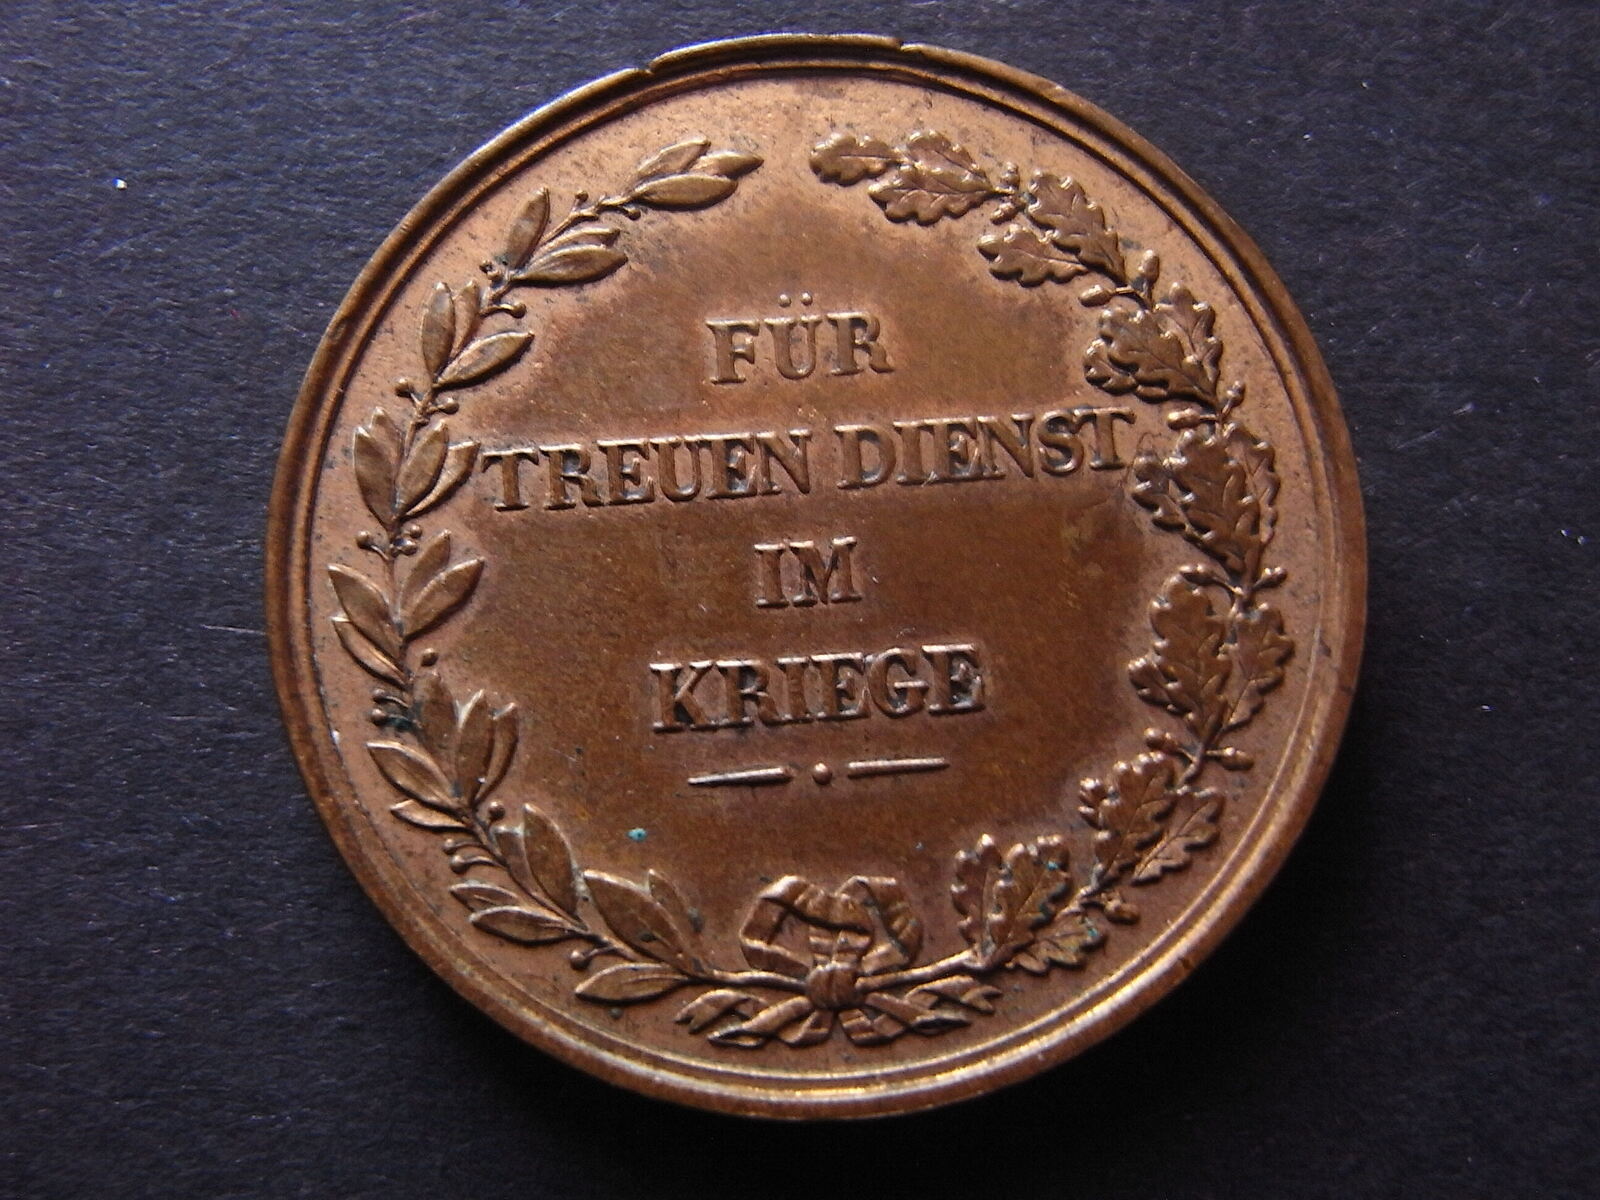 FÜR
TREUEN DIENST
IM
KRIEGE